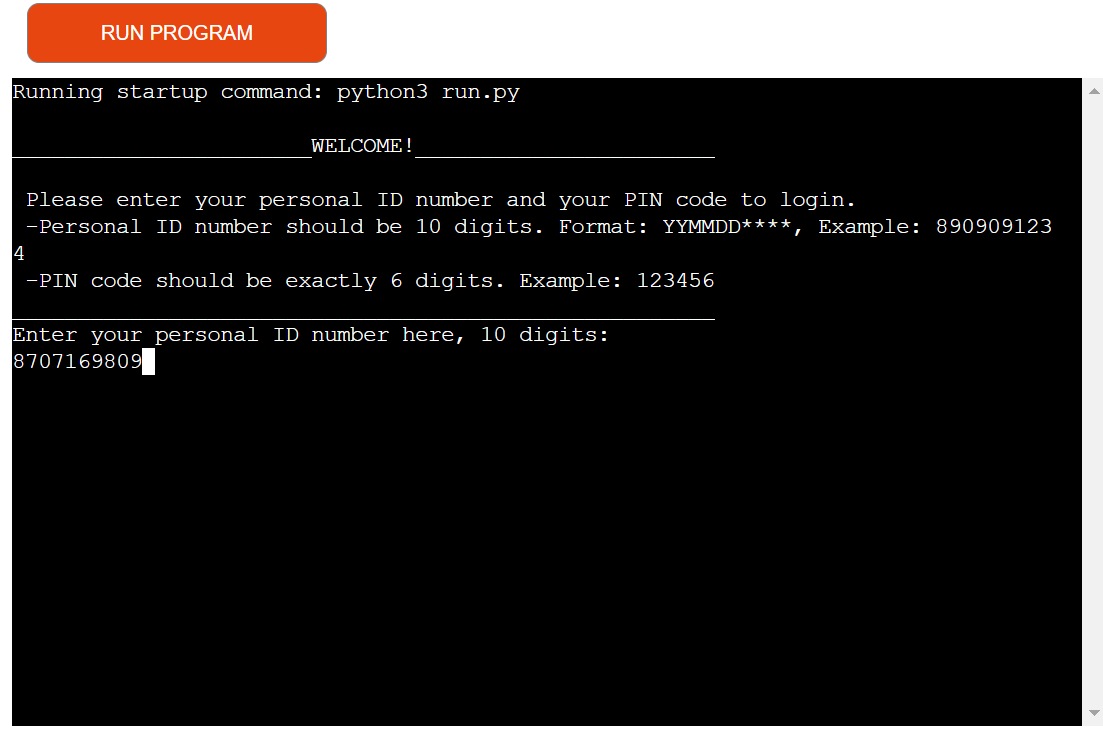 RUN PROGRAM
Running startup command: python3 run.py
_______________________WELCOME!_______________________
Please enter your personal ID number and your PIN code to login.
-Personal ID number should be 10 digits. Format: YYMMDD****, Example: 890909123
4
-PIN code should be exactly 6 digits. Example: 123456
______________________________________________________
Enter your personal ID number here, 10 digits:
8707169809